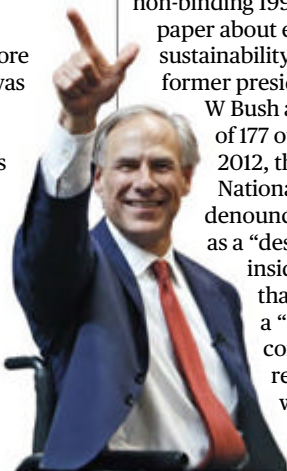 ore
was
s
non-binding 199
paper about e
sustainability
former presid
W Bush a
of 177 o
2012, th
Nationa
denounc
as a “des
insid
tha
a “
co
re
w